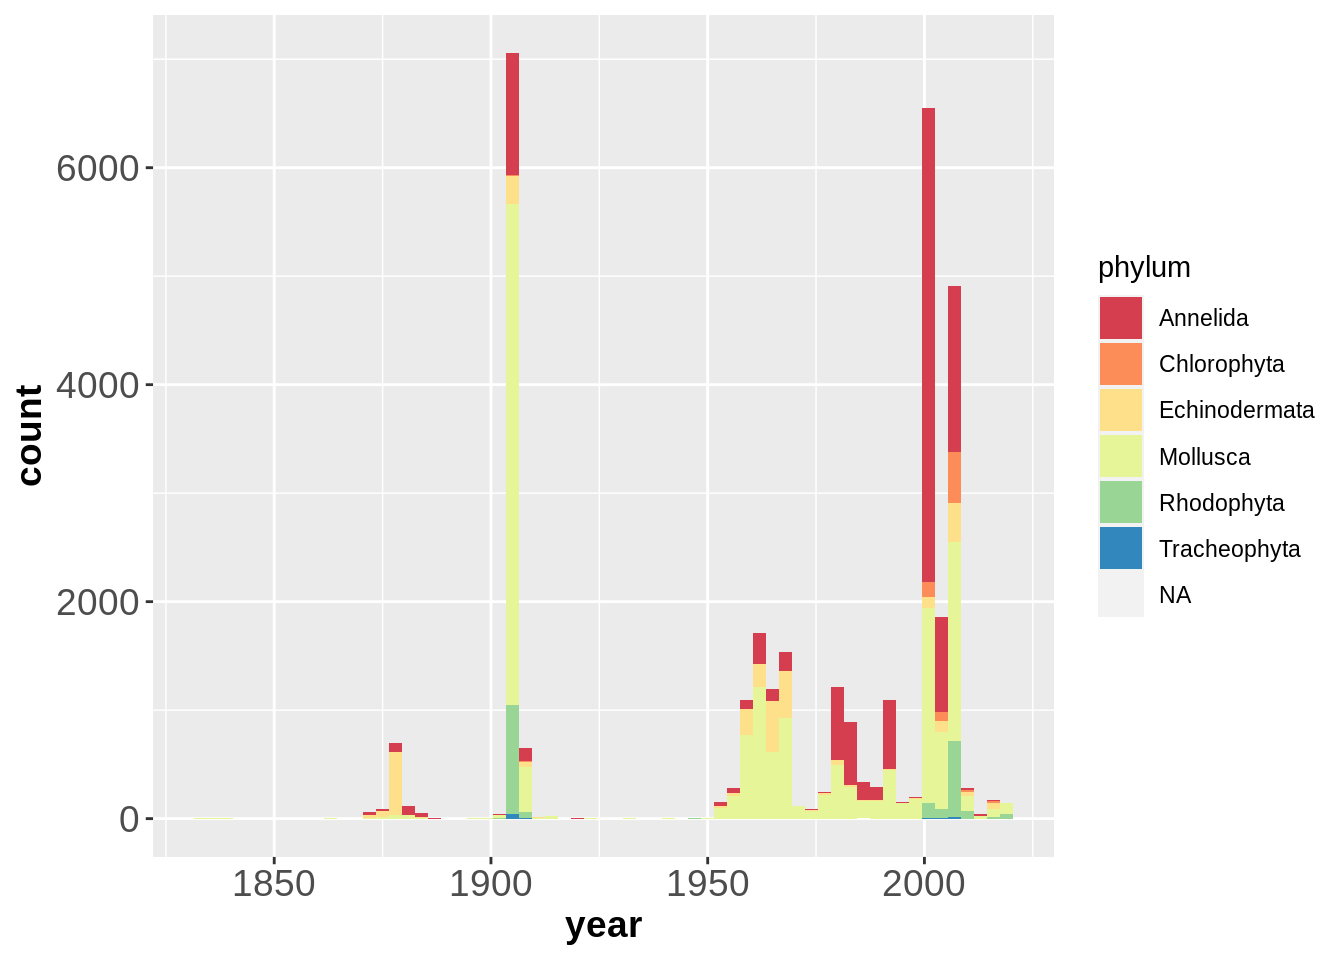 6000
4000
2000
0
count
1850 1900 1950 2000
year
phylum
Annelida
Chlorophyta
Echinodermata
Mollusca
Rhodophyta
Tracheophyta
NA